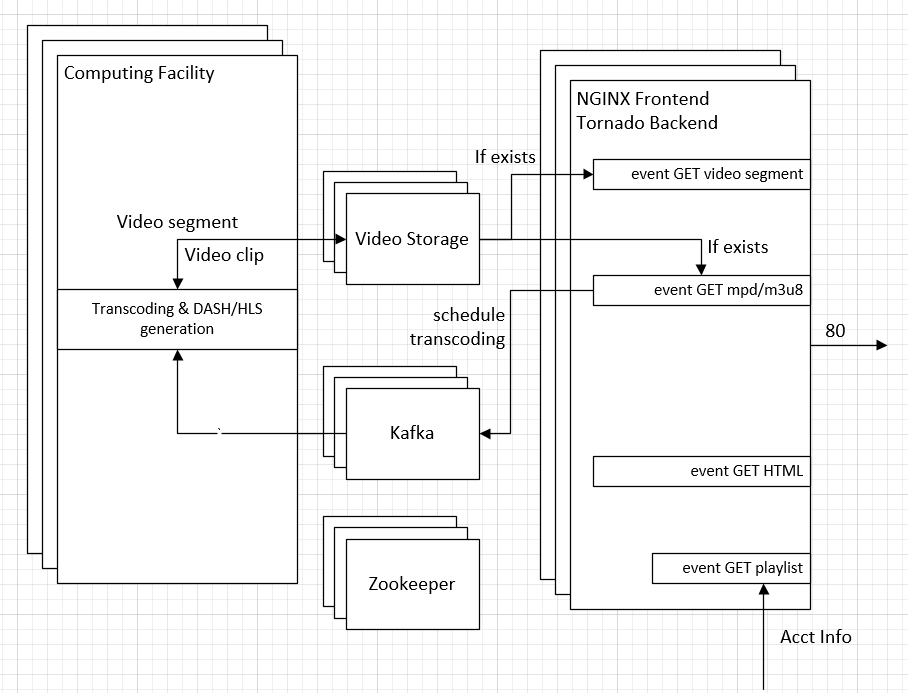 Computing Facility
NGINX Frontend
Tornado Backend
If exists
event GET video segment
Video segment
Video Storage
Video clip
If exists
event GET mpd/m3u8
Transcoding & DASH/HLS
generation
schedule
transcoding
80
Kafka
event GET HTML
event GET playlist
Zookeeper
Acct Info